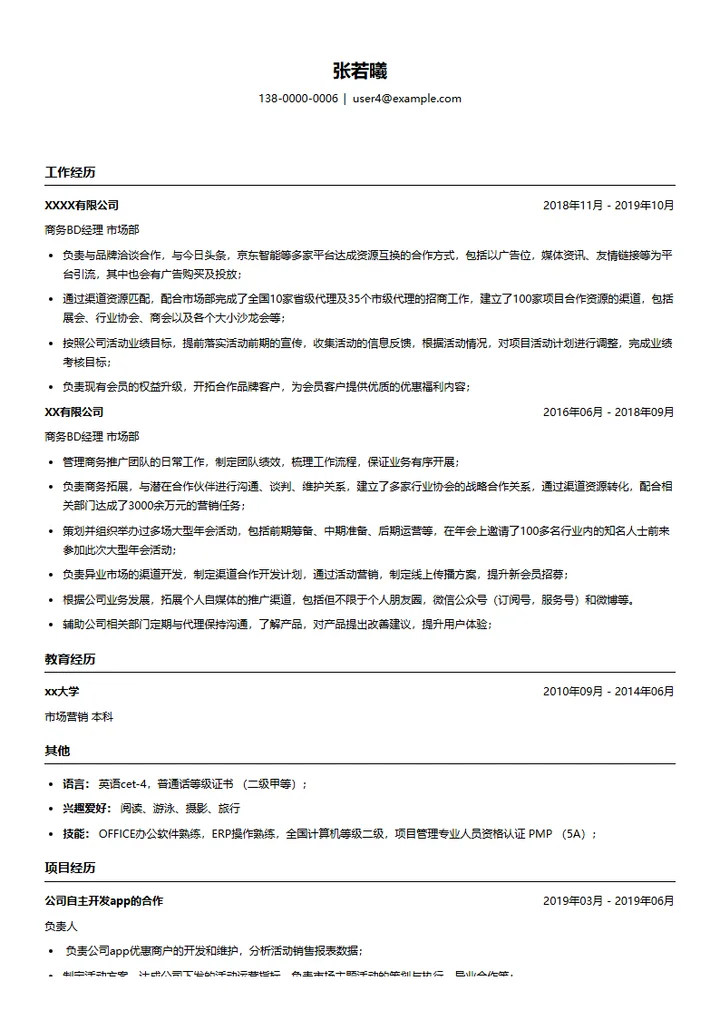 张若曦
138-0000-0006 | user4@example.com
工作经历
XXXX有限公司 2018年11月 - 2019年10月
商务BD经理 市场部
• 负责与品牌洽谈合作，与今日头条，京东智能等多家平台达成资源互换的合作方式，包括以广告位，媒体资讯、友情链接等为平
台引流，其中也会有广告购买及投放；
• 通过渠道资源匹配，配合市场部完成了全国10家省级代理及35个市级代理的招商工作，建立了100家项目合作资源的渠道，包括
展会、行业协会、商会以及各个大小沙龙会等；
• 按照公司活动业绩目标，提前落实活动前期的宣传，收集活动的信息反馈，根据活动情况，对项目活动计划进行调整，完成业绩
考核目标；
• 负责现有会员的权益升级，开拓合作品牌客户，为会员客户提供优质的优惠福利内容；
XX有限公司 2016年06月 - 2018年09月
商务BD经理 市场部
• 管理商务推广团队的日常工作，制定团队绩效，梳理工作流程，保证业务有序开展；
• 负责商务拓展，与潜在合作伙伴进行沟通、谈判、维护关系，建立了多家行业协会的战略合作关系，通过渠道资源转化，配合相
关部门达成了3000余万元的营销任务；
• 策划并组织举办过多场大型年会活动，包括前期筹备、中期准备、后期运营等，在年会上邀请了100多名行业内的知名人士前来
参加此次大型年会活动；
• 负责异业市场的渠道开发，制定渠道合作开发计划，通过活动营销，制定线上传播方案，提升新会员招募；
• 根据公司业务发展，拓展个人自媒体的推广渠道，包括但不限于个人朋友圈，微信公众号（订阅号，服务号）和微博等。
• 辅助公司相关部门定期与代理保持沟通，了解产品，对产品提出改善建议，提升用户体验；
教育经历
xx大学 2010年09月 - 2014年06月
市场营销 本科
其他
• 语言： 英语cet-4，普通话等级证书 （二级甲等）；
• 兴趣爱好： 阅读、游泳、摄影、旅行
• 技能： OFFICE办公软件熟练，ERP操作熟练，全国计算机等级二级，项目管理专业人员资格认证 PMP （5A）；
项目经历
公司自主开发app的合作 2019年03月 - 2019年06月
负责人
• 负责公司app优惠商户的开发和维护，分析活动销售报表数据；
• 制定活动方案，达成公司下发的活动运营指标，负责市场主题活动的策划与执行，异业合作等；